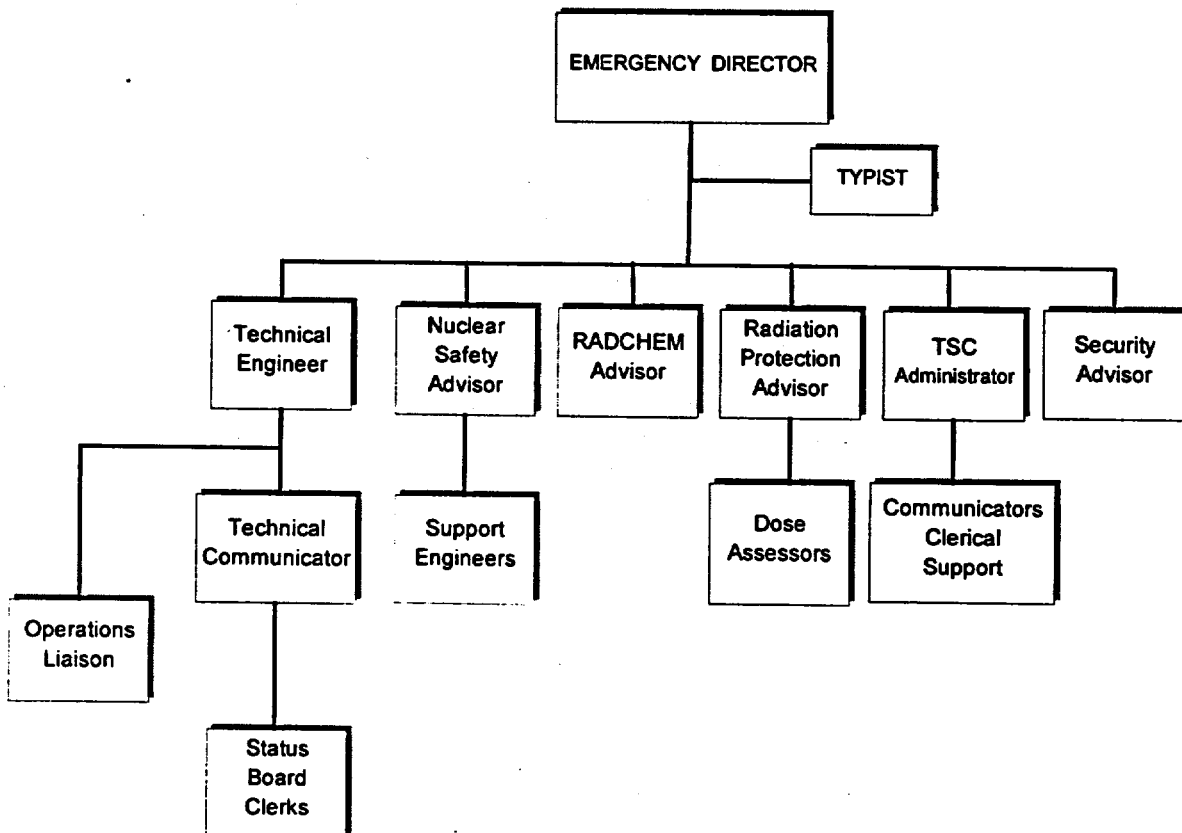 EMERGENCY DIRECTOR
TYPIST
Technical
Engineer
Nuclear
Safety
Advisor
RADCHEM
Advisor
Radiation
Protection
Advisor
TSC
Administrator
Security
Advisor
Technical
Communicator
Support
Engineers
Dose
Assessors
Communicators
Clerical
Support
Operations
Liaison
Status
Board
Clerks